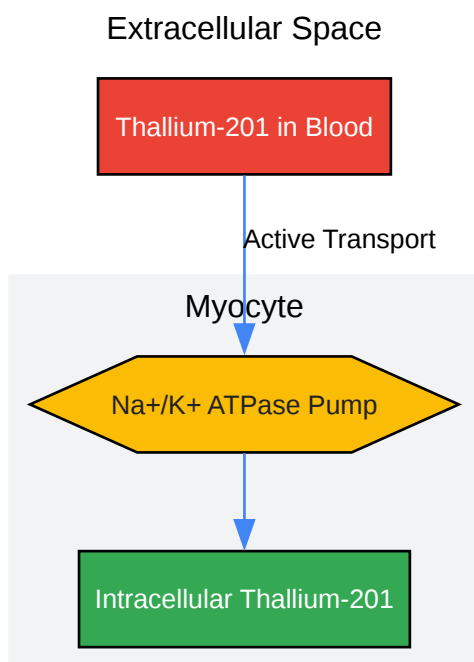 Extracellular Space
Thallium-201 in Blood
Active Transport
Myocyte
Na+/K+ ATPase Pump
Intracellular Thallium-201